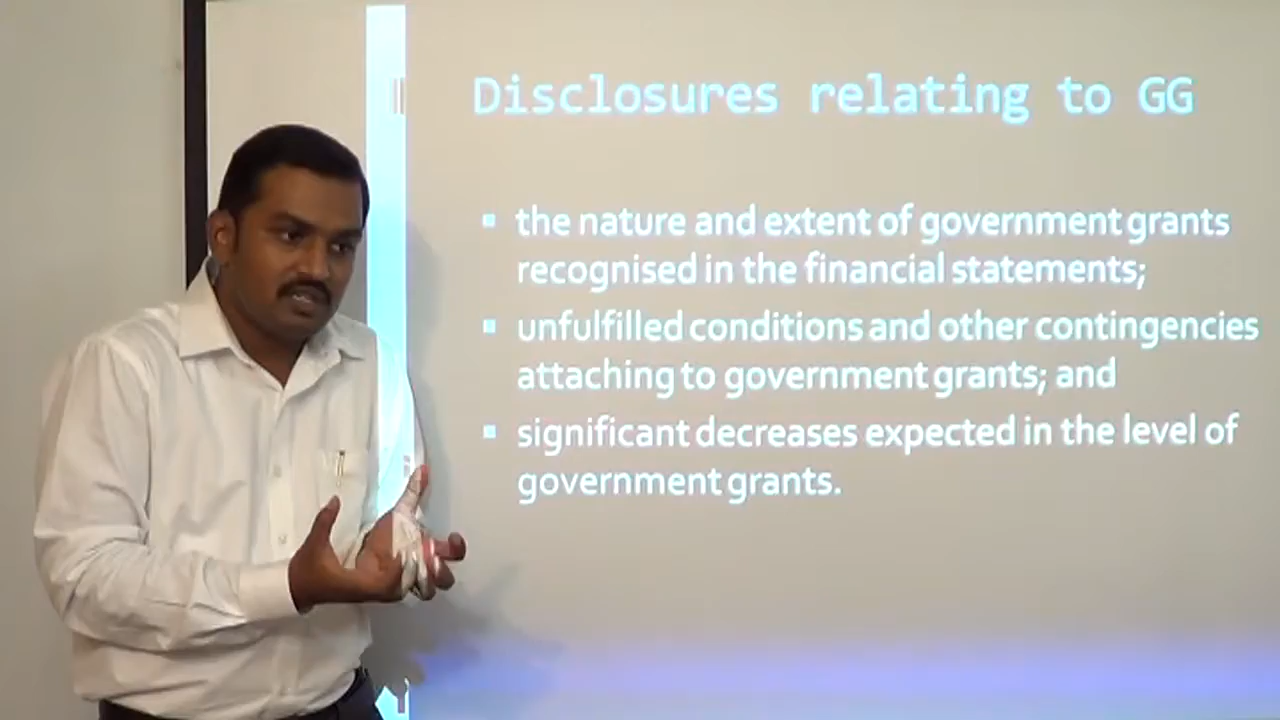 Disclosures relating to GG
the nature and extent of government grants
recognised in the financial statements;
unfulfilled conditions and other contingencies
attaching to government grants; and
significant decreases expected in the level of
government grants.